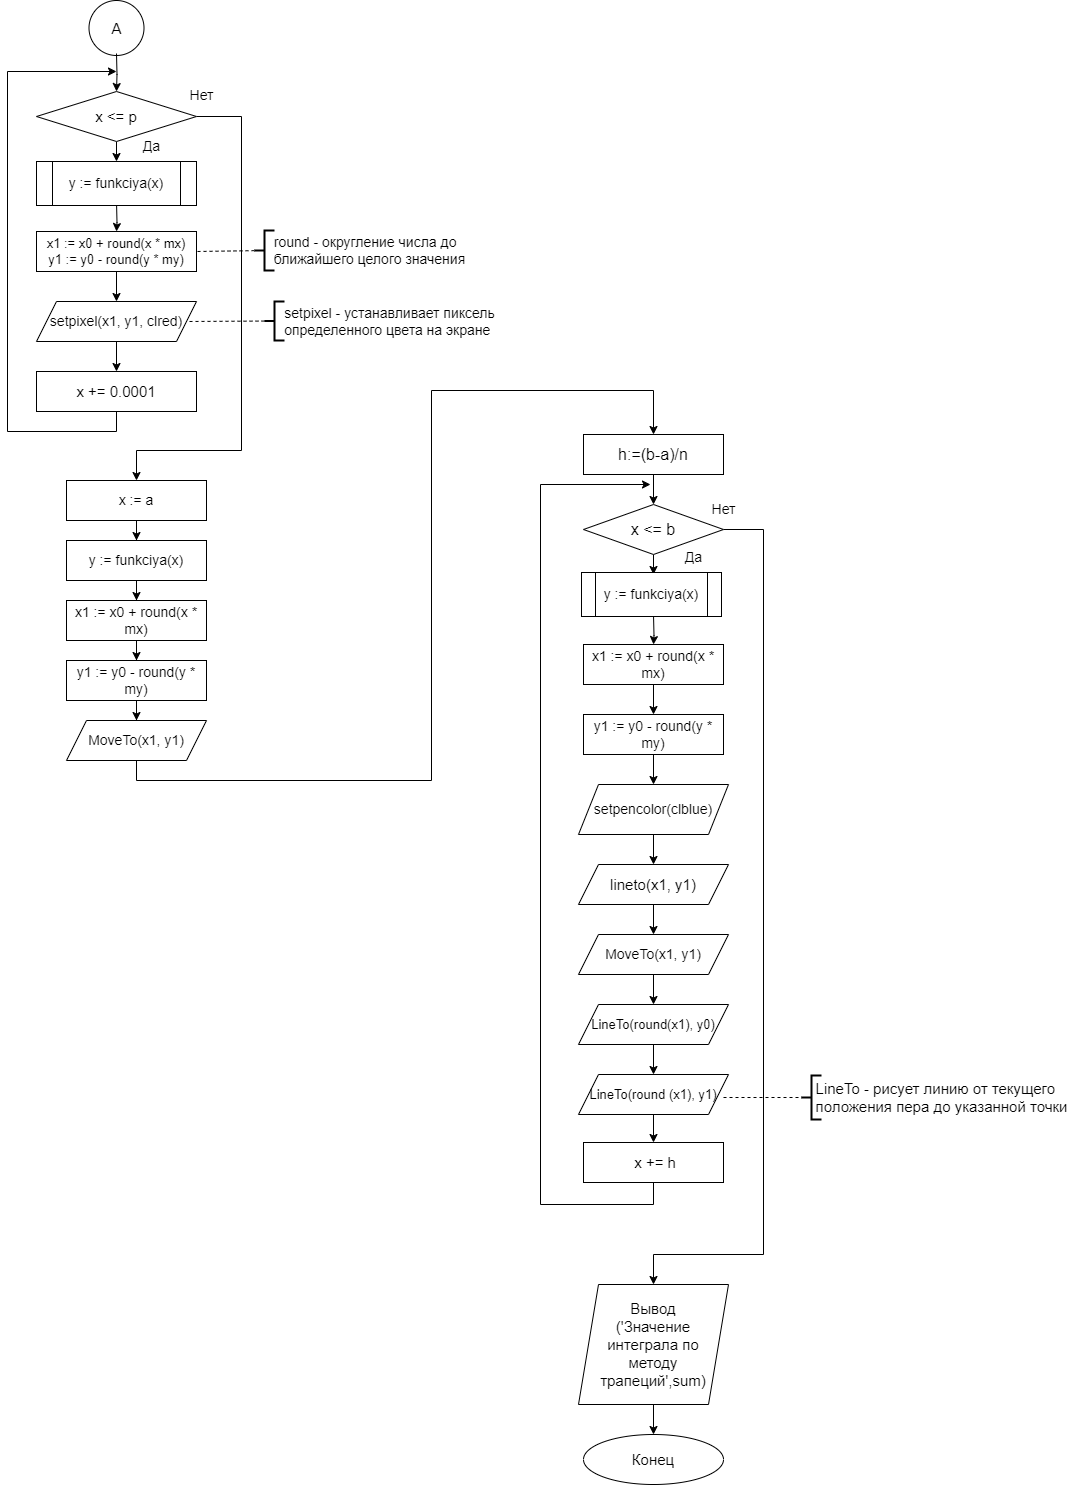 A
x <= p
Нет
Да
y := funkciya(x)
x1 := x0 + round(x * mx)
y1 := y0 - round(y * my)
round - округление числа до
ближайшего целого значения
setpixel(x1, y1, clred)
setpixel - устанавливает пиксель
определенного цвета на экране
x += 0.0001
x := a
y := funkciya(x)
x1 := x0 + round(x *
mx)
y1 := y0 - round(y *
my)
MoveTo(x1, y1)
h:=(b-a)/n
x <= b
Нет
Да
y := funkciya(x)
x1 := x0 + round(x *
mx)
y1 := y0 - round(y *
my)
setpencolor(clblue)
lineto(x1, y1)
MoveTo(x1, y1)
LineTo(round(x1), y0)
LineTo(round (x1), y1)
LineTo - рисует линию от текущего
положения пера до указанной точки
x += h
Вывод
('Значение
интеграла по
методу
трапеций',sum)
Конец